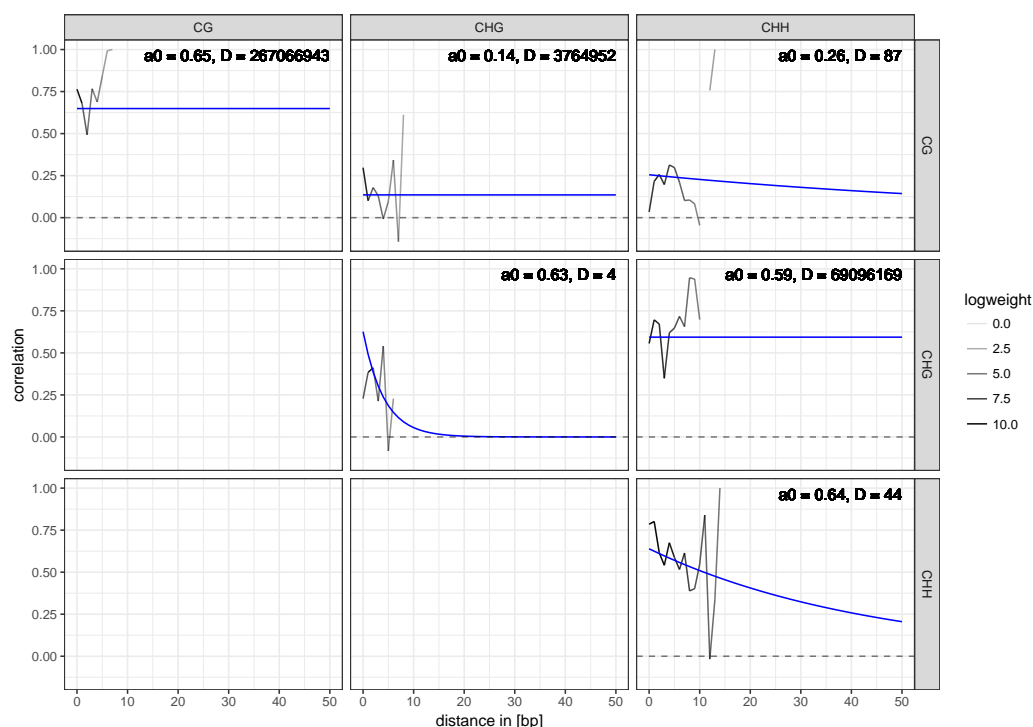 CG CHG CHH
a0 = 0.65, D = 267066943
a0 = 0.14, D = 3764952
a0 = 0.26, D = 87
1.00
0.75
0.50
0.25
0.00
CG
a0 = 0.63, D = 4
a0 = 0.59, D = 69096169
1.00
0.75
0.50
0.25
0.00
CHG
correlation
logweight
0.0
2.5
5.0
7.5
10.0
a0 = 0.64, D = 44
1.00
0.75
0.50
0.25
0.00
CHH
0 10 20 30 40 50 0 10 20 30 40 50 0 10 20 30 40 50
distance in [bp]